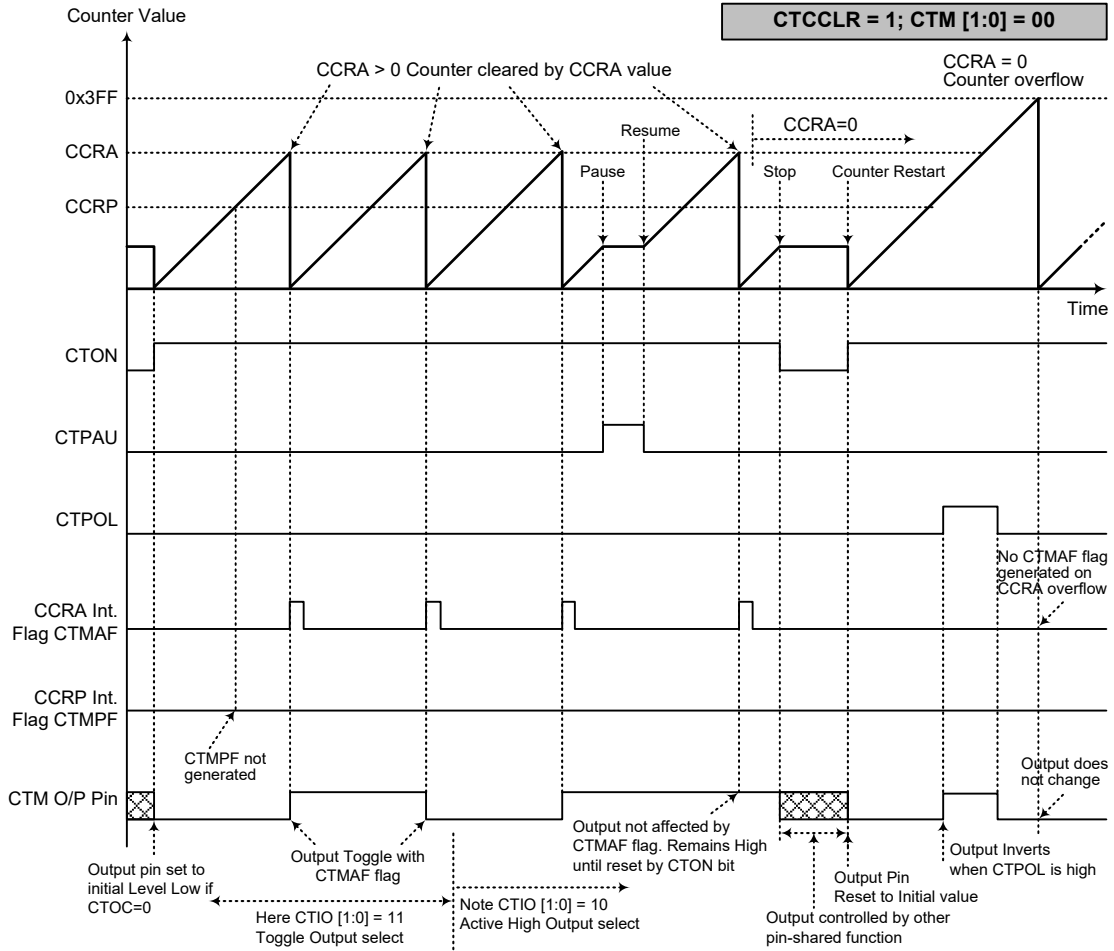 Counter Value
CTCCLR = 1; CTM [1:0] = 00
CCRA > 0 Counter cleared by CCRA value
CCRA = 0
Counter overflow
0x3FF
Resume
CCRA=0
CCRA
Pause
Stop
Counter Restart
CCRP
Time
CTON
CTPAU
CTPOL
No CTMAF flag
generated on
CCRA overflow
CCRA Int.
Flag CTMAF
CCRP Int.
Flag CTMPF
CTMPF not
generated
Output does
not change
CTM O/P Pin
Output pin set to
initial Level Low if
CTOC=0
Output Toggle with
CTMAF flag
Output not affected by
CTMAF flag. Remains High
until reset by CTON bit
Output Inverts
when CTPOL is high
Output Pin
Reset to Initial value
Here CTIO [1:0] = 11
Toggle Output select
Note CTIO [1:0] = 10
Active High Output select
Output controlled by other
pin-shared function